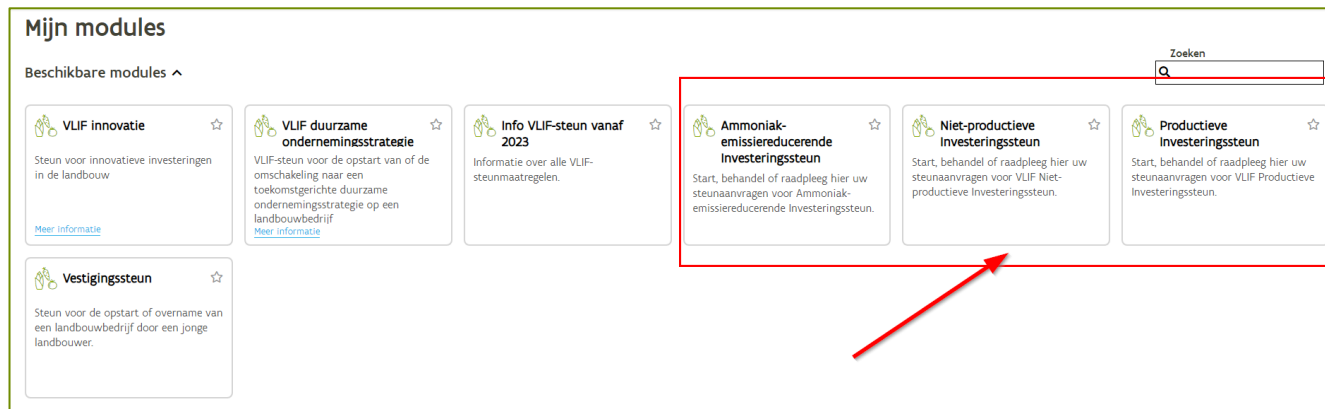 Mijn modules
Zoeken
Beschikbare modules
VLIF innovatie
Steun voor innovatieve investeringen
in de landbouw
Meer informatie
VLIF duurzame
ondernemingsstrategie
VLIF-steun voor de opstart van of de
omschakeling naar een
toekomstgerichte duurzame
ondernemingsstrategie op een
landbouwbedrijf
Meer informatie
Info VLIF-steun vanaf
2023
Informatie over alle VLIF-
steunmaatregelen.
Ammoniak-
emissiereducerende
Investeringssteun
Start, behandel of raadpleeg hier uw
steunaanvragen voor Ammoniak-
emissiereducerende Investeringssteun.
Niet-productieve
Investeringssteun
Start, behandel of raadpleeg hier uw
steunaanvragen voor VLIF Niet-
productieve Investeringssteun.
Productieve
Investeringssteun
Start, behandel of raadpleeg hier uw
steunaanvragen voor VLIF Productieve
Investeringssteun.
Vestigingssteun
Steun voor de opstart of overname van
een landbouwbedrijf door een jonge
landbouwer.